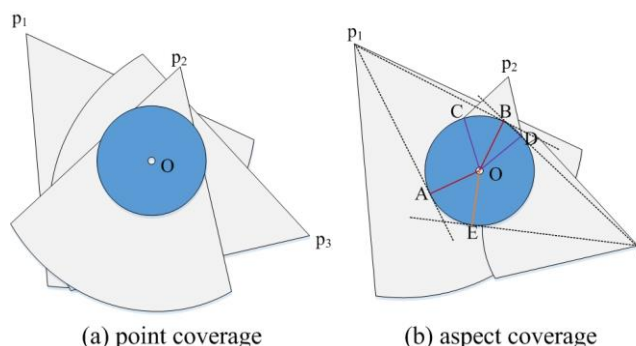 p1
p2
O
p3
(a) point coverage
p1
p2
C
B
D
O
A
E
(b) aspect coverage